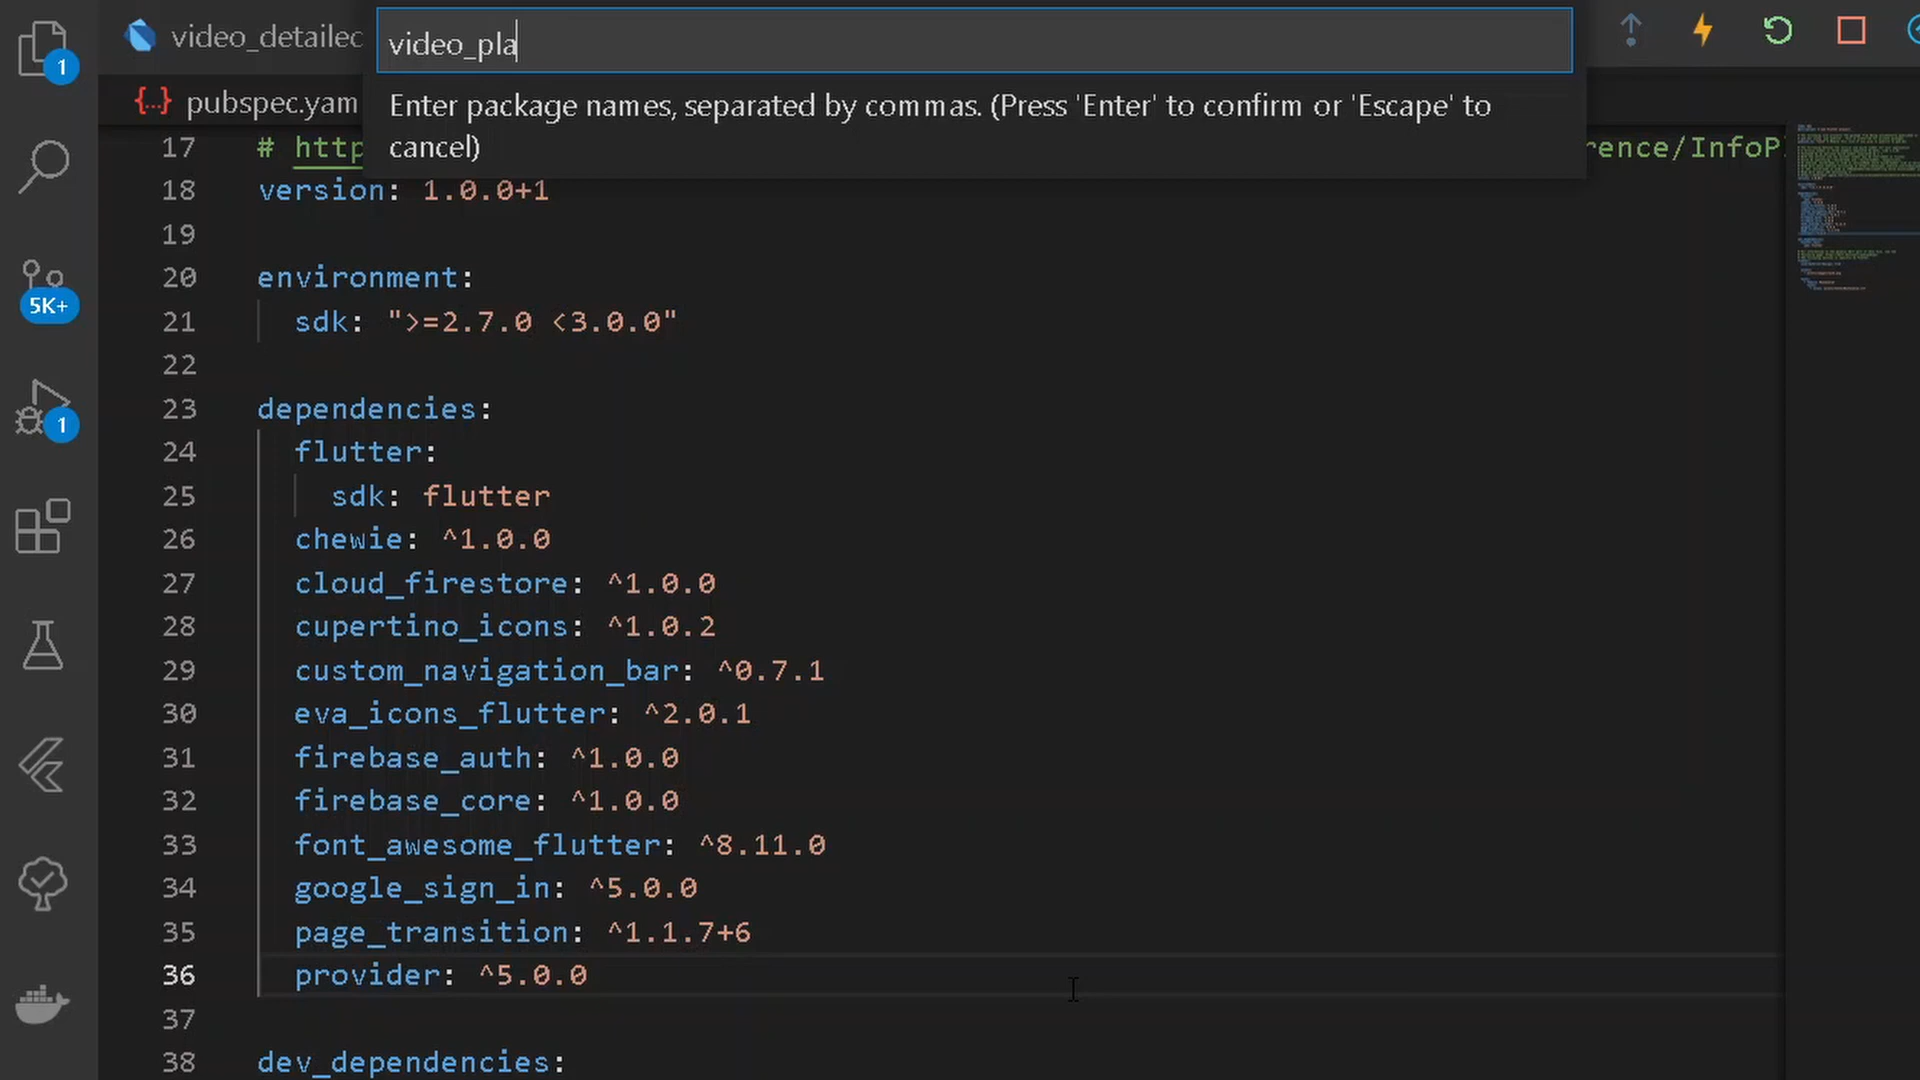 video_detailed
video_pla
1
pubspec.yam
Enter package names, separated by commas. (Press 'Enter' to confirm or 'Escape' to
cancel)
17 # http rence/InfoP
18 version: 1.0.0+1
19
20 environment:
5K+
21 sdk: ">=2.7.0 <3.0.0"
22
23 dependencies:
1
24 flutter:
25 sdk: flutter
26 chewie: ^1.0.0
27 cloud_firestore: ^1.0.0
28 cupertino_icons: ^1.0.2
29 custom_navigation_bar: ^0.7.1
30 eva_icons_flutter: ^2.0.1
31 firebase_auth: ^1.0.0
32 firebase_core: ^1.0.0
33 font_awesome_flutter: ^8.11.0
34 google_sign_in: ^5.0.0
35 page_transition: ^1.1.7+6
36 provider: ^5.0.0
37
38 dev_dependencies: